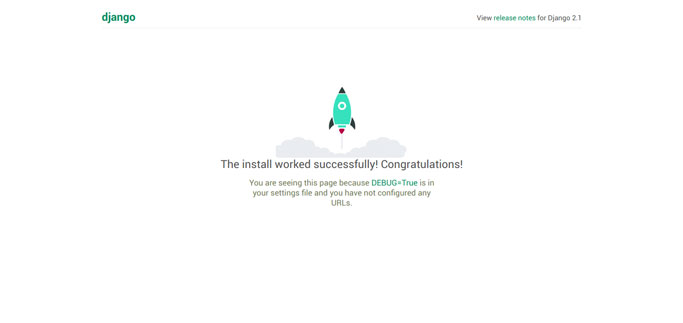 django
View release notes for Django 2.1
The install worked successfully! Congratulations!
You are seeing this page because DEBUG=True is in
your settings file and you have not configured any
URLs.